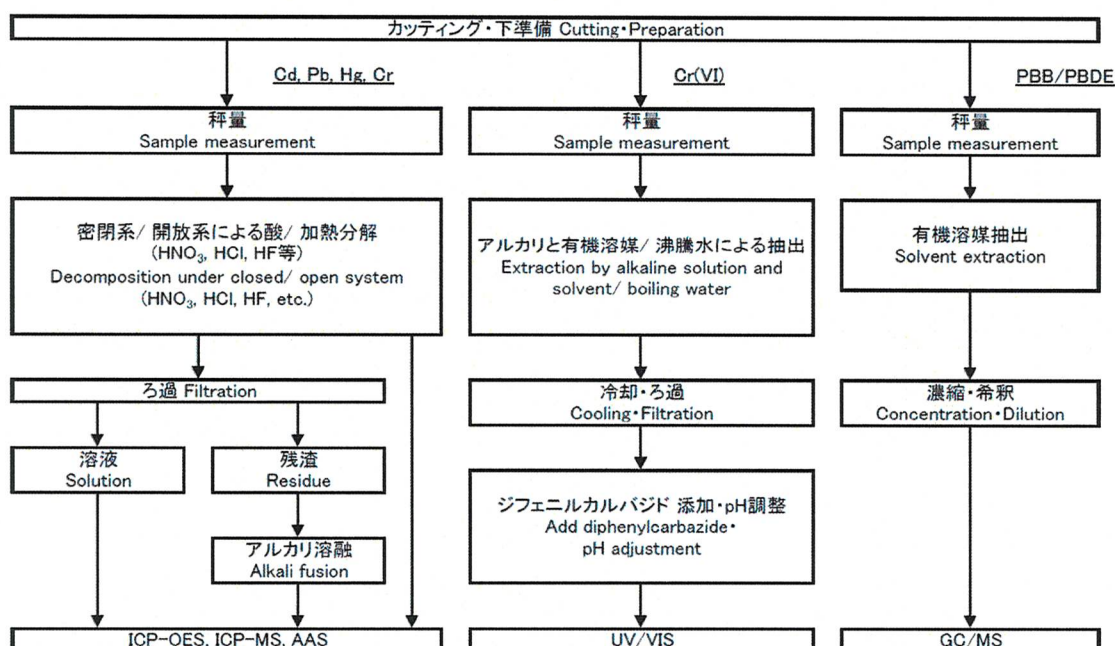 カッティング・下準備 Cutting・Preparation
Cd, Pb, Hg, Cr
Cr(VI)
PBB/PBDE
秤量
Sample measurement
秤量
Sample measurement
秤量
Sample measurement
密閉系/ 開放系による酸/ 加熱分解
(HNO₃, HCl, HF等)
Decomposition under closed/ open system
(HNO₃, HCl, HF, etc.)
アルカリと有機溶媒/ 沸騰水による抽出
Extraction by alkaline solution and
solvent/ boiling water
有機溶媒抽出
Solvent extraction
ろ過 Filtration
冷却・ろ過
Cooling・Filtration
濃縮・希釈
Concentration・Dilution
溶液
Solution
残渣
Residue
アルカリ溶融
Alkali fusion
ジフェニルカルバジド 添加・pH調整
Add diphenylcarbazide・
pH adjustment
ICP-OES, ICP-MS, AAS
UV/VIS
GC/MS